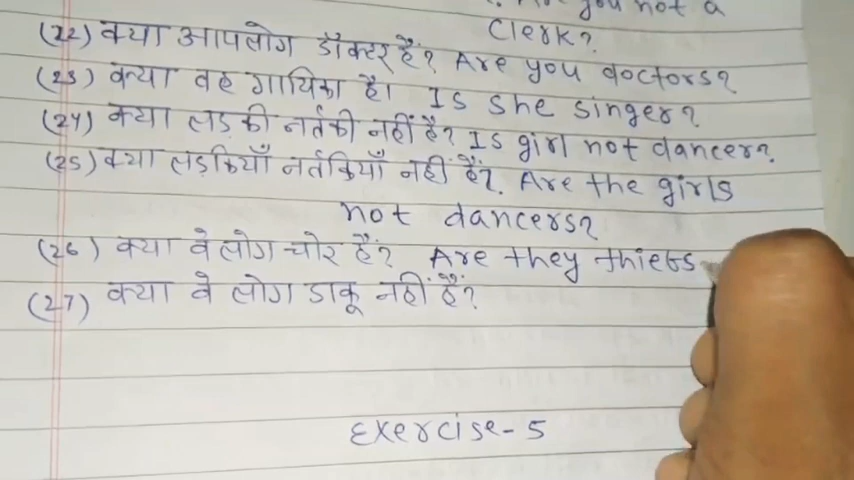 you not a
(22) क्या आपलोग डॉक्टर हैं? Are you doctors?
Clerk?
(23) क्या वह गायिका है। Is she singer?
(24) क्या लड़की नर्तकी नहीं है? Is girl not dancer?
(25) क्या लड़कियाँ नर्तकियाँ नहीं हैं?. Are the girls
not dancers?
(26) क्या वे लोग चोर हैं? Are they thiefs
(27) क्या वे लोग डाकू नहीं हैं?
Exercise-5